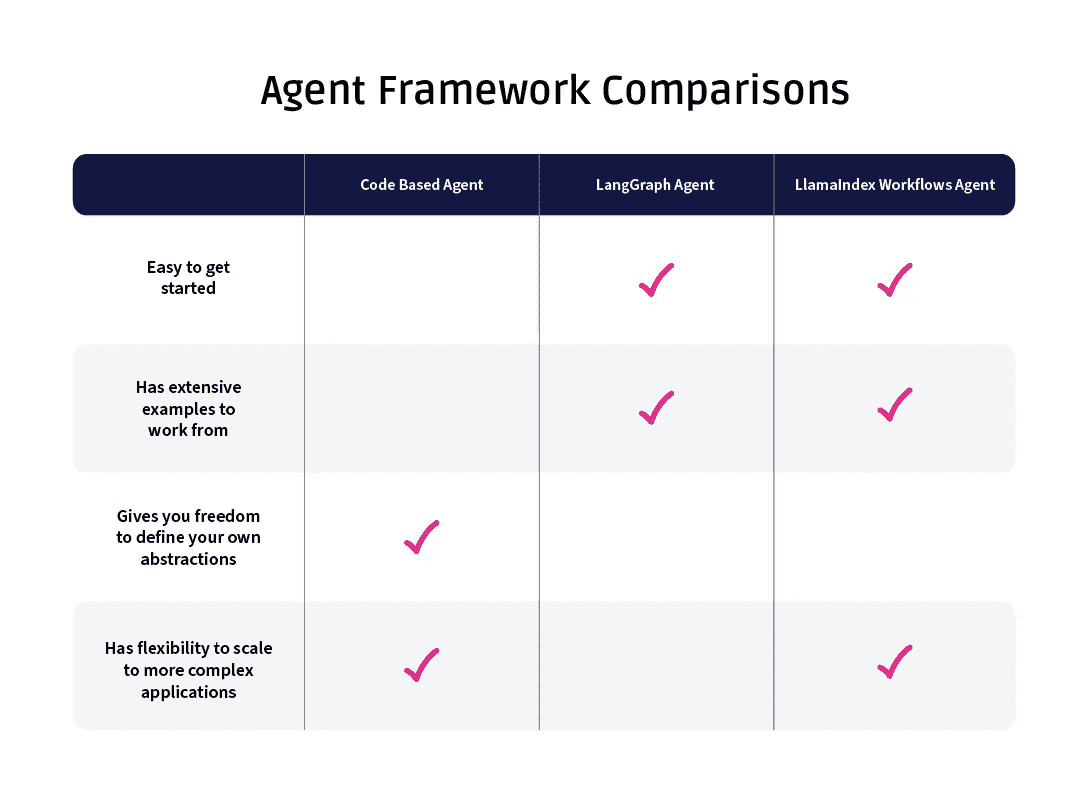 Agent Framework Comparisons
Code Based Agent
LangGraph Agent
LlamaIndex Workflows Agent
Easy to get
started
Has extensive
examples to
work from
Gives you freedom
to define your own
abstractions
Has flexibility to scale
to more complex
applications